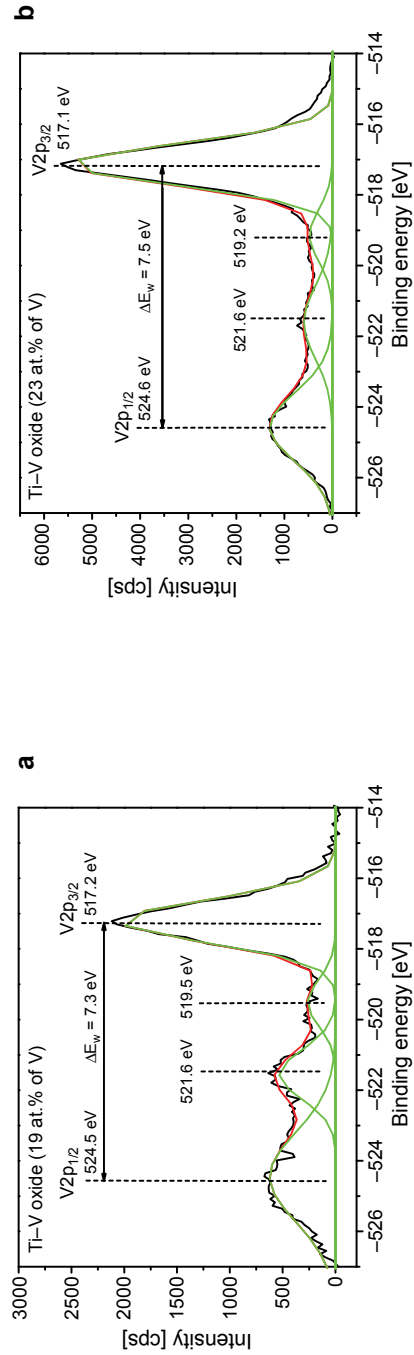 a
Ti–V oxide (19 at.% of V)
V2p3/2
517.2 eV
V2p1/2
524.5 eV
ΔEw = 7.3 eV
519.5 eV
521.6 eV
Intensity [cps]
3000
2500
2000
1500
1000
500
0
–526
–524
–522
–520
–518
–516
–514
Binding energy [eV]
b
Ti–V oxide (23 at.% of V)
V2p3/2
517.1 eV
V2p1/2
524.6 eV
ΔEw = 7.5 eV
519.2 eV
521.6 eV
Intensity [cps]
6000
5000
4000
3000
2000
1000
0
–526
–524
–522
–520
–518
–516
–514
Binding energy [eV]